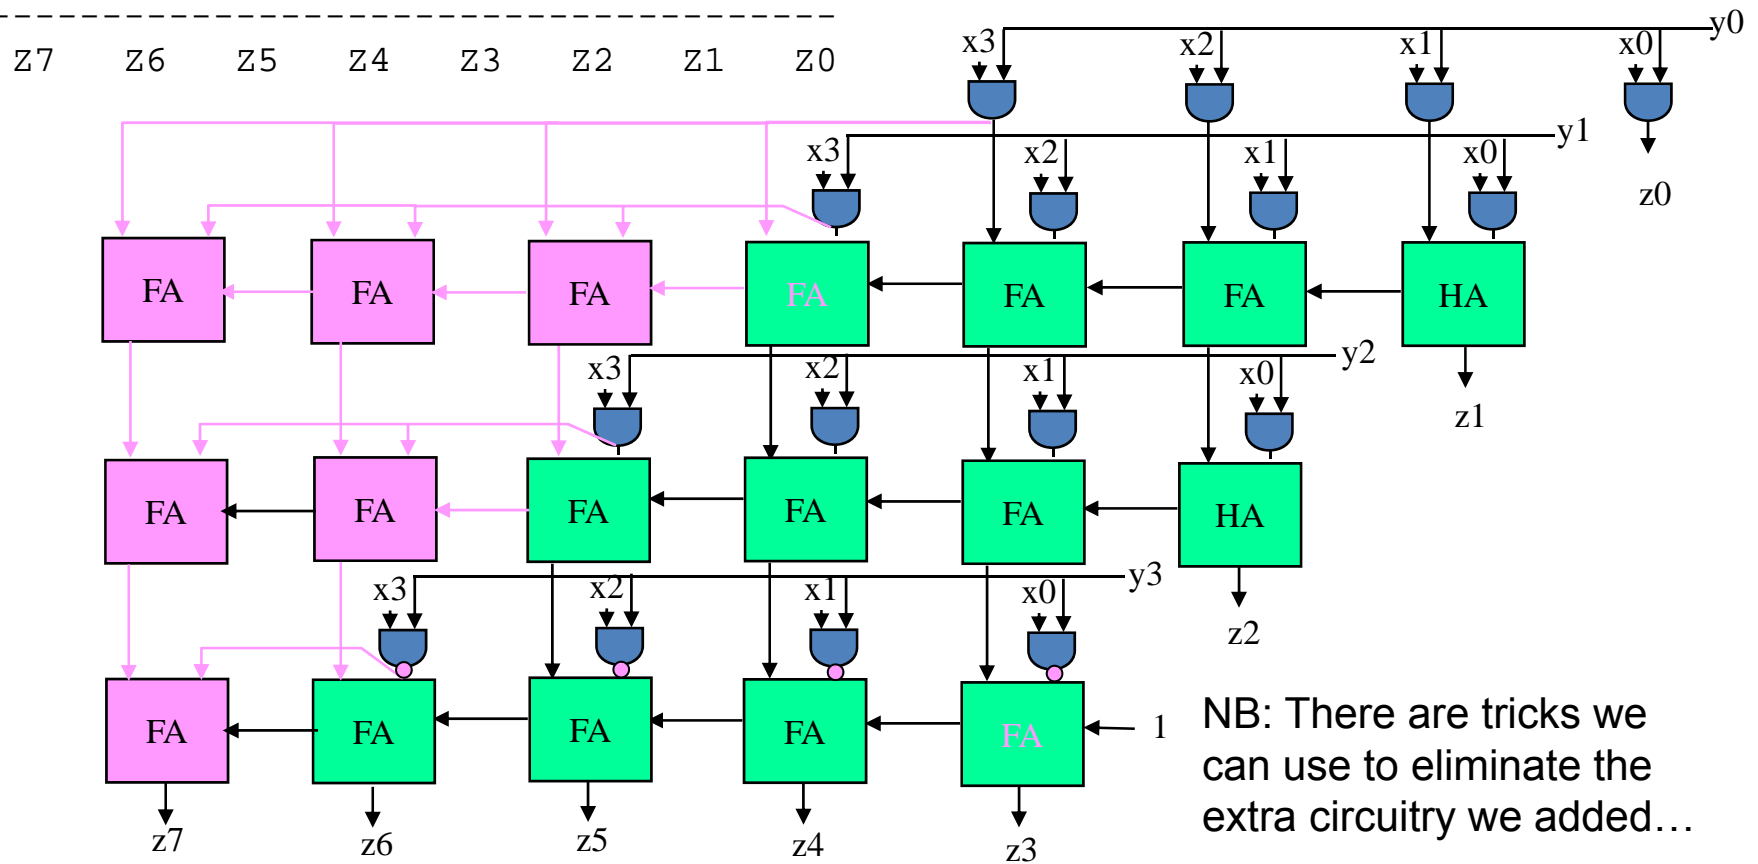 y0
x3 x2 x1 x0
Z7 Z6 Z5 Z4 Z3 Z2 Z1 Z0
y1
x3 x2 x1 x0
z0
FA FA FA FA FA FA HA
y2
x3 x2 x1 x0
z1
FA FA FA FA FA HA
y3
x3 x2 x1 x0
z2
FA FA FA FA FA 1
z7 z6 z5 z4 z3
NB: There are tricks we
can use to eliminate the
extra circuitry we added…